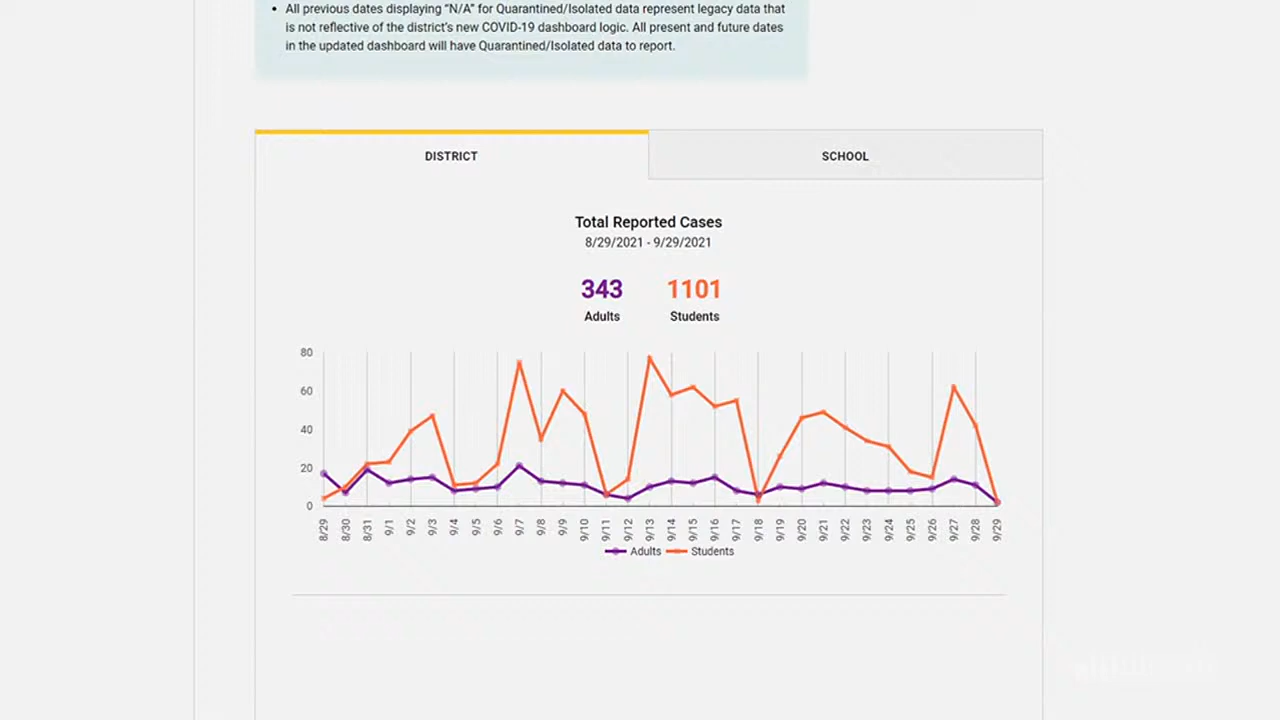 • All previous dates displaying “N/A” for Quarantined/Isolated data represent legacy data that
is not reflective of the district’s new COVID-19 dashboard logic. All present and future dates
in the updated dashboard will have Quarantined/Isolated data to report.
DISTRICT SCHOOL
Total Reported Cases
8/29/2021 - 9/29/2021
343 1101
Adults Students
80
60
40
20
0
8/29 8/30 8/31 9/1 9/2 9/3 9/4 9/5 9/6 9/7 9/8 9/9 9/10 9/11 9/12 9/13 9/14 9/15 9/16 9/17 9/18 9/19 9/20 9/21 9/22 9/23 9/24 9/25 9/26 9/27 9/28 9/29
Adults Students